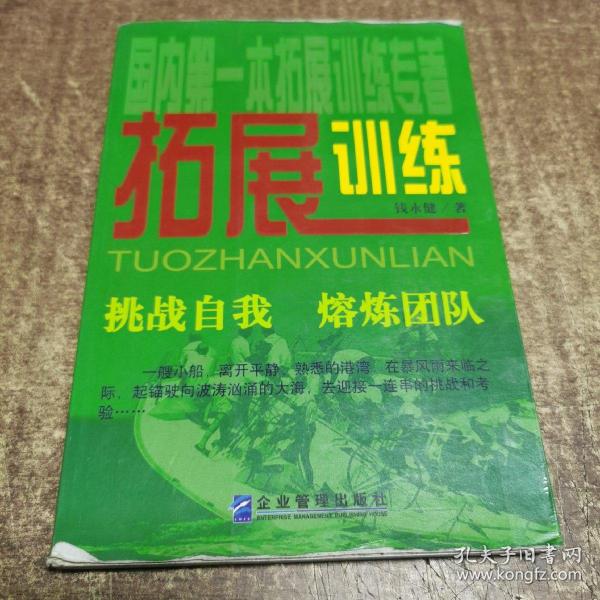 国内第一本拓展训练专著
拓展训练
钱永健/著
TUOZHANXUNLIAN
挑战自我 熔炼团队
一艘小船，离开平静、熟悉的港湾，在暴风雨来临之
际，起锚驶向波涛汹涌的大海，去迎接一连串的挑战和考
验……
企业管理出版社
ENTERPRISE MANAGEMENT PUBLISHING HOUSE
孔夫子旧书网
www.kongfz.com